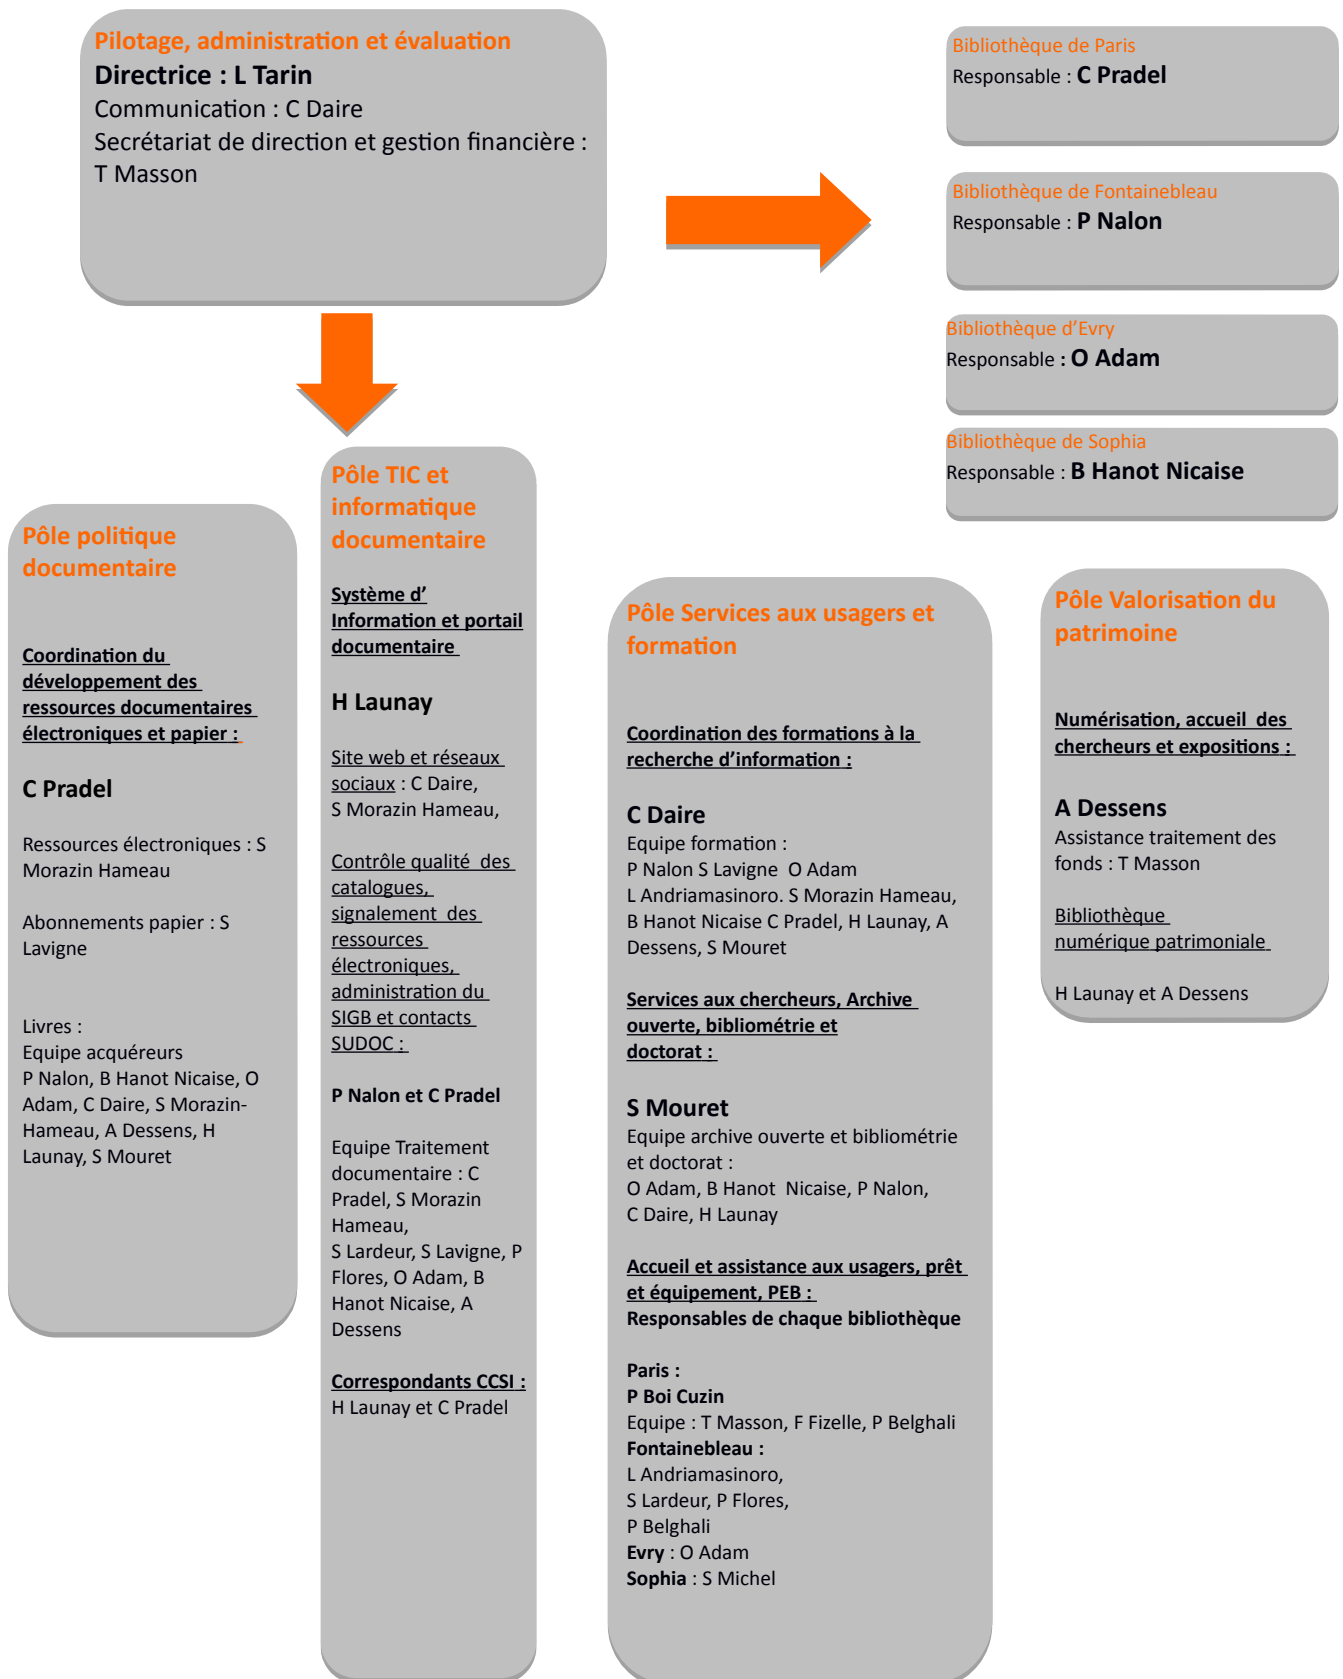 Pilotage, administration et évaluation
Directrice : L Tarin
Communication : C Daire
Secrétariat de direction et gestion financière :
T Masson
Bibliothèque de Paris
Responsable : C Pradel
Bibliothèque de Fontainebleau
Responsable : P Nalon
Bibliothèque d’Evry
Responsable : O Adam
Bibliothèque de Sophia
Responsable : B Hanot Nicaise
Pôle politique
documentaire
Coordination du
développement des
ressources documentaires
électroniques et papier :
C Pradel
Ressources électroniques : S
Morazin Hameau
Abonnements papier : S
Lavigne
Livres :
Equipe acquéreurs
P Nalon, B Hanot Nicaise, O
Adam, C Daire, S Morazin-
Hameau, A Dessens, H
Launay, S Mouret
Pôle TIC et
informatique
documentaire
Système d’
Information et portail
documentaire
H Launay
Site web et réseaux
sociaux : C Daire,
S Morazin Hameau,
Contrôle qualité des
catalogues,
signalement des
ressources
électroniques,
administration du
SIGB et contacts
SUDOC :
P Nalon et C Pradel
Equipe Traitement
documentaire : C
Pradel, S Morazin
Hameau,
S Lardeur, S Lavigne, P
Flores, O Adam, B
Hanot Nicaise, A
Dessens
Correspondants CCSI :
H Launay et C Pradel
Pôle Services aux usagers et
formation
Coordination des formations à la
recherche d’information :
C Daire
Equipe formation :
P Nalon S Lavigne O Adam
L Andriamasinoro. S Morazin Hameau,
B Hanot Nicaise C Pradel, H Launay, A
Dessens, S Mouret
Services aux chercheurs, Archive
ouverte, bibliométrie et
doctorat :
S Mouret
Equipe archive ouverte et bibliométrie
et doctorat :
O Adam, B Hanot Nicaise, P Nalon,
C Daire, H Launay
Accueil et assistance aux usagers, prêt
et équipement, PEB :
Responsables de chaque bibliothèque
Paris :
P Boi Cuzin
Equipe : T Masson, F Fizelle, P Belghali
Fontainebleau :
L Andriamasinoro,
S Lardeur, P Flores,
P Belghali
Evry : O Adam
Sophia : S Michel
Pôle Valorisation du
patrimoine
Numérisation, accueil des
chercheurs et expositions :
A Dessens
Assistance traitement des
fonds : T Masson
Bibliothèque
numérique patrimoniale
H Launay et A Dessens